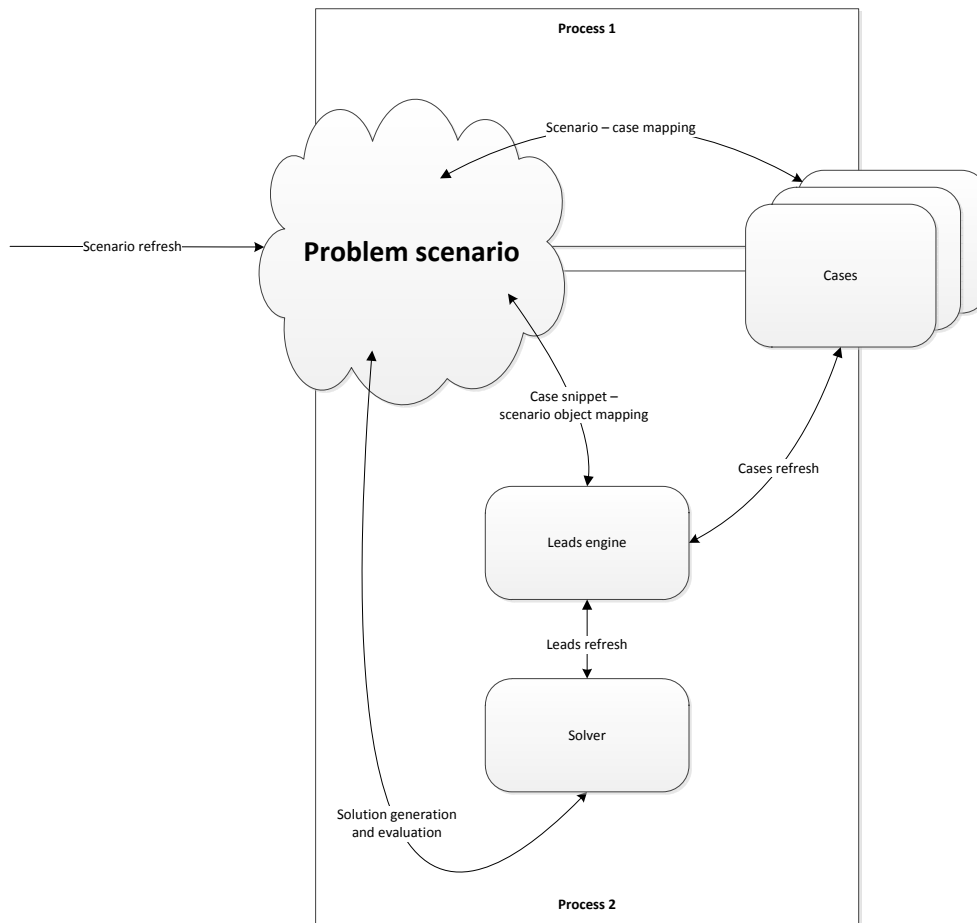 Process 1
Scenario – case mapping
Scenario refresh
Problem scenario
Cases
Case snippet –
scenario object mapping
Cases refresh
Leads engine
Leads refresh
Solver
Solution generation
and evaluation
Process 2